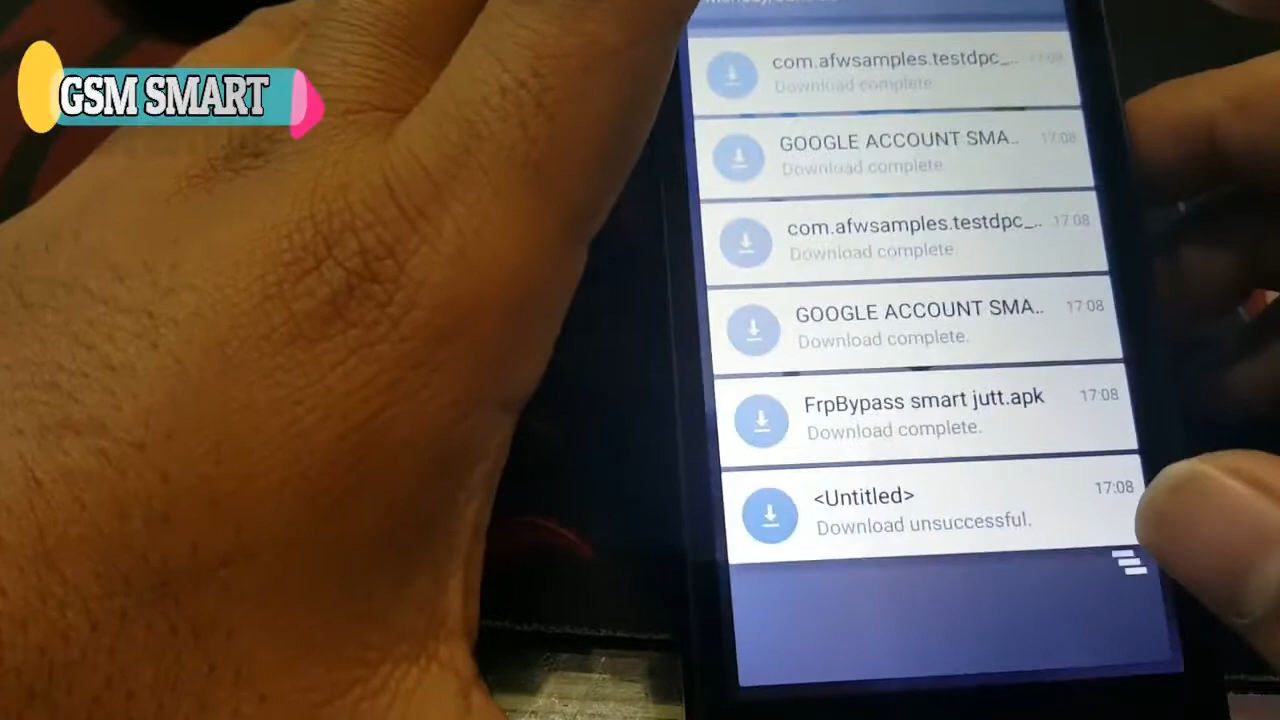 GSM SMART
com.afwsamples.testdpc_.. 17:08
Download complete.
GOOGLE ACCOUNT SMA.. 17:08
Download complete.
com.afwsamples.testdpc_.. 17:08
Download complete.
GOOGLE ACCOUNT SMA.. 17:08
Download complete.
FrpBypass smart jutt.apk 17:08
Download complete.
<Untitled> 17:08
Download unsuccessful.